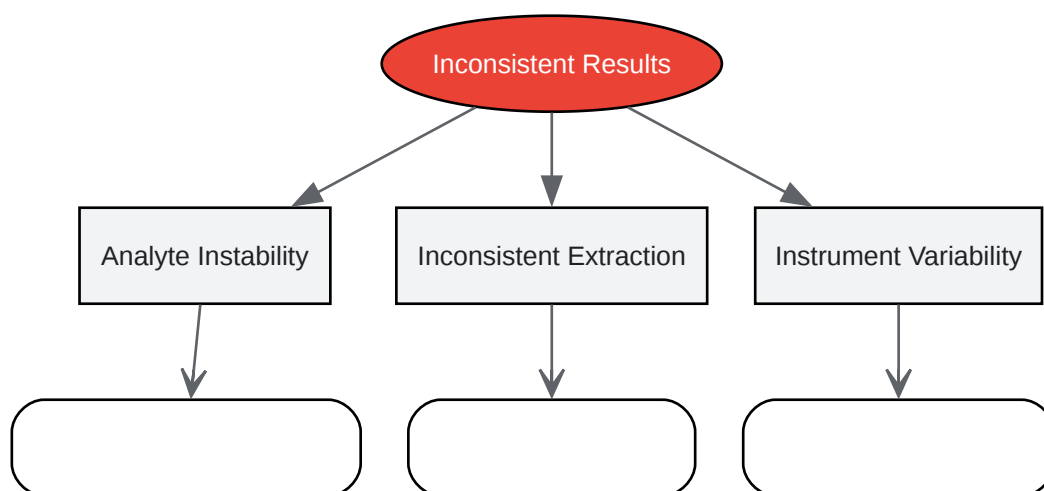 Inconsistent Results
Analyte Instability
Inconsistent Extraction
Instrument Variability